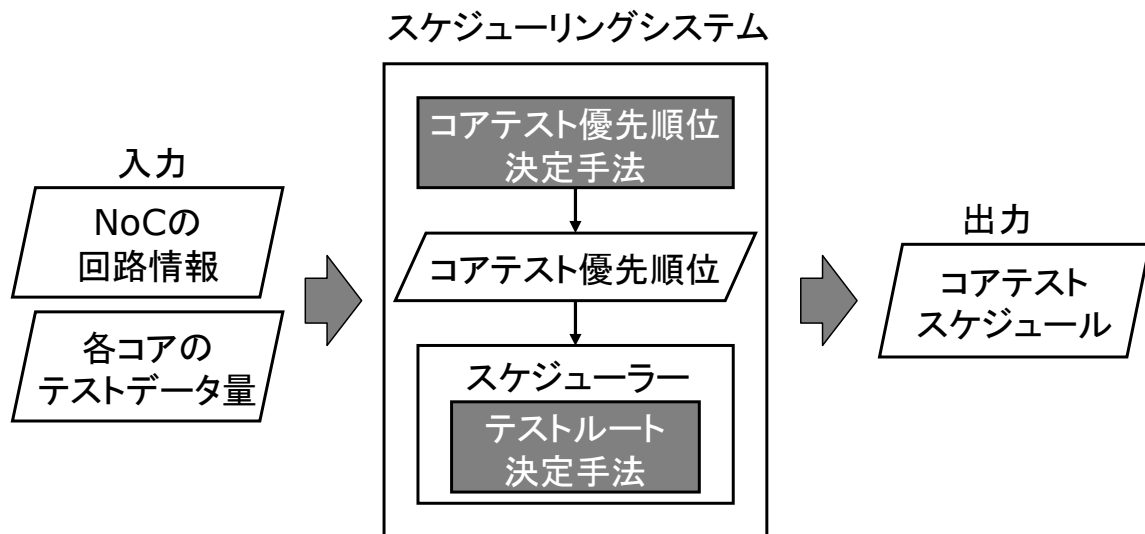 スケジューリングシステム
入力
NoCの
回路情報
各コアの
テストデータ量
コアテスト優先順位
決定手法
コアテスト優先順位
スケジューラー
テストルート
決定手法
出力
コアテスト
スケジュール